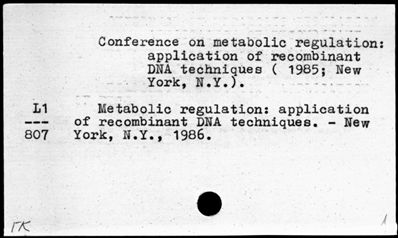 Conference on metabolic regulation:
application of recombinant
DNA techniques ( 1985; New
York, N.Y.).
L1
---
807
Metabolic regulation: application
of recombinant DNA techniques. - New
York, N.Y., 1986.
ГК
1